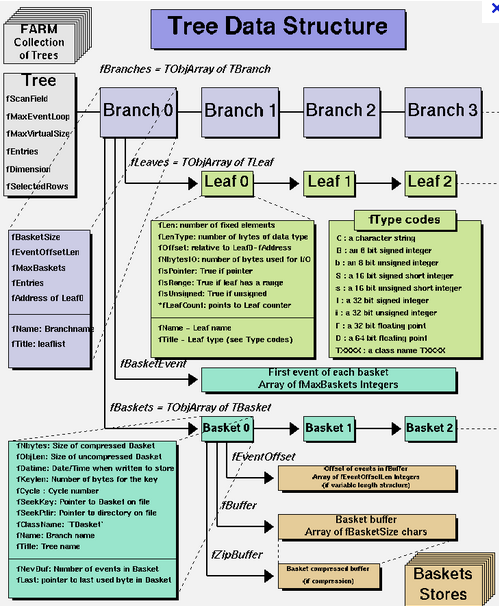 FARM
Collection
of Trees
Tree Data Structure
fBranches = TObjArray of TBranch
Tree
fScanField
fMaxEventLoop
fMaxVirtualSize
fEntries
fDimension
fSelectedRows
Branch 0
Branch 1
Branch 2
Branch 3
fLeaves=TObjArray of TLeaf
Leaf 0
Leaf 1
Leaf 2
fBasketSize
fEventOffsetLen
fMaxBaskets
fEntries
fAddress of Leaf0
fName: Branchname
fTitle: leaflist
fLen: number of fixed elements
fLenType: number of bytes of data type
fOffset: relative to Leaf0-fAddress
fNbytesIO: number of bytes used for I/O
fIsPointer: True if pointer
fIsRange: True if leaf has a range
fIsUnsigned: True if unsigned
*fLeafCount: points to Leaf counter
fName - Leaf name
fTitle - Leaf type (see Type codes)
fType codes
C : a character string
B : an 8 bit signed integer
b : an 8 bit unsigned integer
S : a 16 bit signed short integer
s : a 16 bit unsigned short integer
I : a 32 bit signed integer
i : a 32 bit unsigned integer
F : a 32 bit floating point
D : a 64 bit floating point
TXXXX : a class name TXXXX
fBasketEvent
First event of each basket
Array of fMaxBaskets Integers
fBaskets = TObjArray of TBasket
Basket 0
Basket 1
Basket 2
fNbytes: Size of compressed Basket
fObjLen: Size of uncompressed Basket
fDatime: Date/Time when written to store
fKeylen: Number of bytes for the key
fCycle : Cycle number
fSeekKey: Pointer to Basket on file
fSeekPdir: Pointer to directory on file
fClassName: 'TBasket'
fName: Branch name
fTitle: Tree name
fNevBuf: Number of events in Basket
fLast: pointer to last used byte in Basket
fEventOffset
Offset of events in fBuffer
Array of fEventOffsetLen Integers
(if variable length structure)
fBuffer
Basket buffer
Array of fBasketSize chars
fZipBuffer
Basket compressed buffer
(if compression)
Baskets
Stores